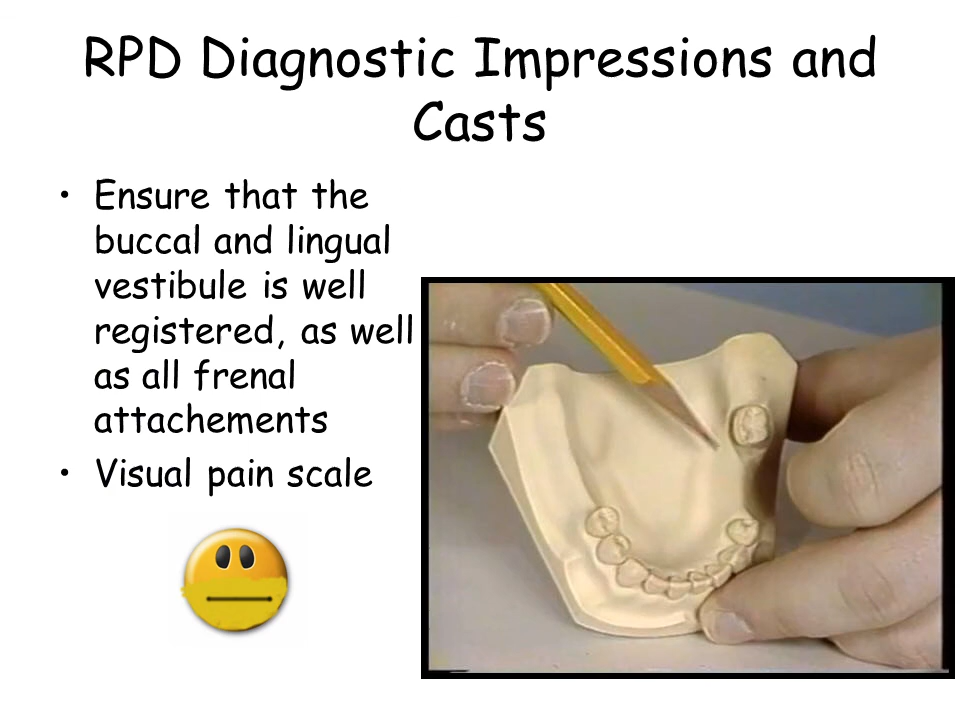 RPD Diagnostic Impressions and
Casts
• Ensure that the
buccal and lingual
vestibule is well
registered, as well
as all frenal
attachements
• Visual pain scale